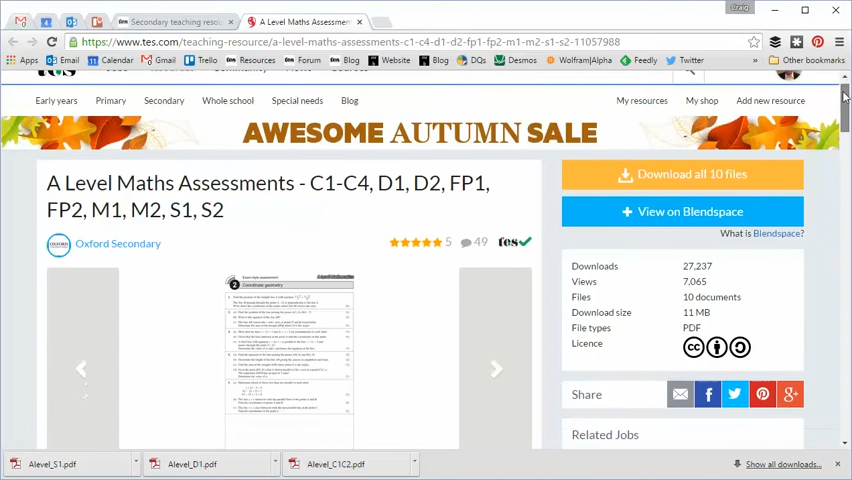 Craig
Secondary teaching resou
A Level Maths Assessmen
https://www.tes.com/teaching-resource/a-level-maths-assessments-c1-c4-d1-d2-fp1-fp2-m1-m2-s1-s2-11057988
Apps Email Calendar Gmail Trello Resources Forum Blog Website Blog DQs Desmos Wolfram|Alpha Feedly Twitter » Other bookmarks
Early years Primary Secondary Whole school Special needs Blog My resources My shop Add new resource
AWESOME AUTUMN SALE
A Level Maths Assessments - C1-C4, D1, D2, FP1,
FP2, M1, M2, S1, S2
Oxford Secondary
5 49 tes
Exam style assessment
A Level Mathematics
2 Coordinate geometry
Download all 10 files
+ View on Blendspace
What is Blendspace?
Downloads 27,237
Views 7,065
Files 10 documents
Download size 11 MB
File types PDF
Licence
Share
Related Jobs
Alevel_S1.pdf Alevel_D1.pdf Alevel_C1C2.pdf Show all downloads...